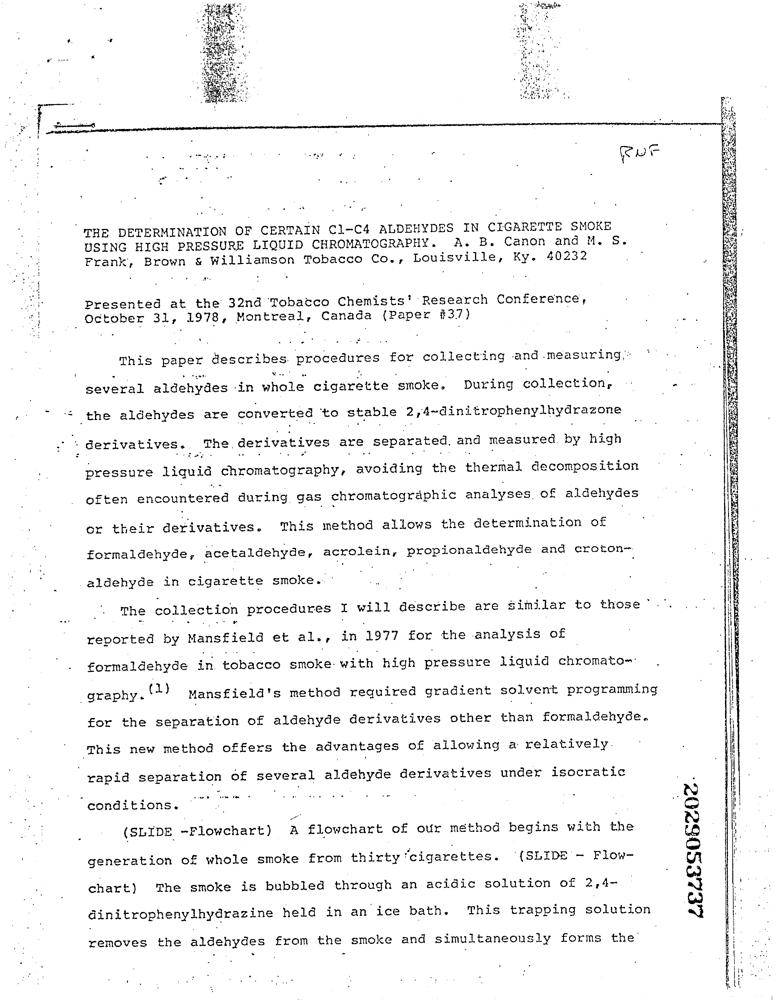 RNF
THE DETERMINATION OF CERTAIN C1-C4 ALDEHYDES IN CIGARETTE SMOKE
USING HIGH PRESSURE LIQUID CHROMATOGRAPHY. A. B. Canon and M. S.
Frank, Brown & Williamson Tobacco Co., Louisville, Ky. 40232
Presented at the 32nd Tobacco Chemists' Research Conference,
October 31, 1978, Montreal, Canada (Paper #37)
This paper describes procedures for collecting and measuring
several aldehydes in whole cigarette smoke. During collection,
the aldehydes are converted to stable 2,4-dinitrophenylhydrazone
derivatives. The derivatives are separated and measured by high
pressure liquid chromatography, avoiding the thermal decomposition
often encountered during gas chromatographic analyses of aldehydes
or their derivatives. This method allows the determination of
formaldehyde, acetaldehyde, acrolein, propionaldehyde and croton-
aldehyde in cigarette smoke.
The collection procedures I will describe are similar to those
reported by Mansfield et al., in 1977 for the analysis of
formaldehyde in tobacco smoke with high pressure liquid chromato-
graphy.(1) Mansfield's method required gradient solvent programming
for the separation of aldehyde derivatives other than formaldehyde.
This new method offers the advantages of allowing a relatively
rapid separation of several aldehyde derivatives under isocratic
conditions.
(SLIDE -Flowchart) A flowchart of our method begins with the
generation of whole smoke from thirty cigarettes. (SLIDE - Flow-
chart) The smoke is bubbled through an acidic solution of 2,4-
dinitrophenylhydrazine held in an ice bath. This trapping solution
removes the aldehydes from the smoke and simultaneously forms the
2029053737